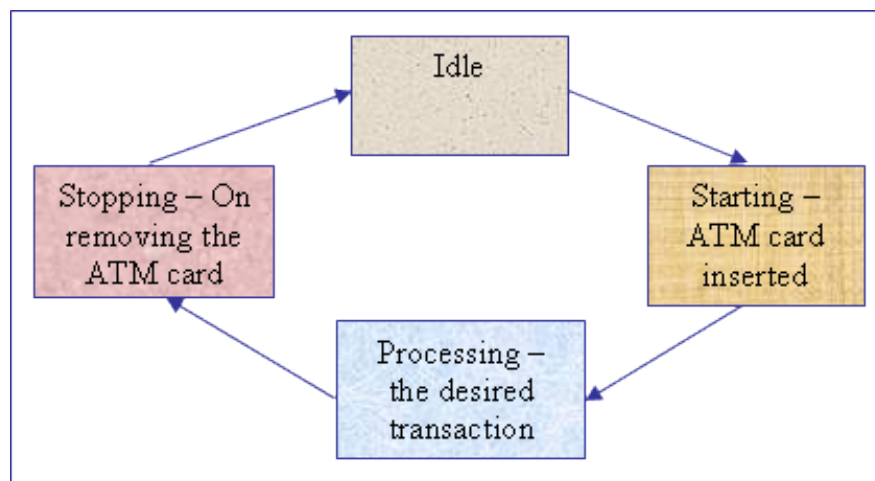 Idle
Starting –
ATM card
inserted
Processing –
the desired
transaction
Stopping – On
removing the
ATM card